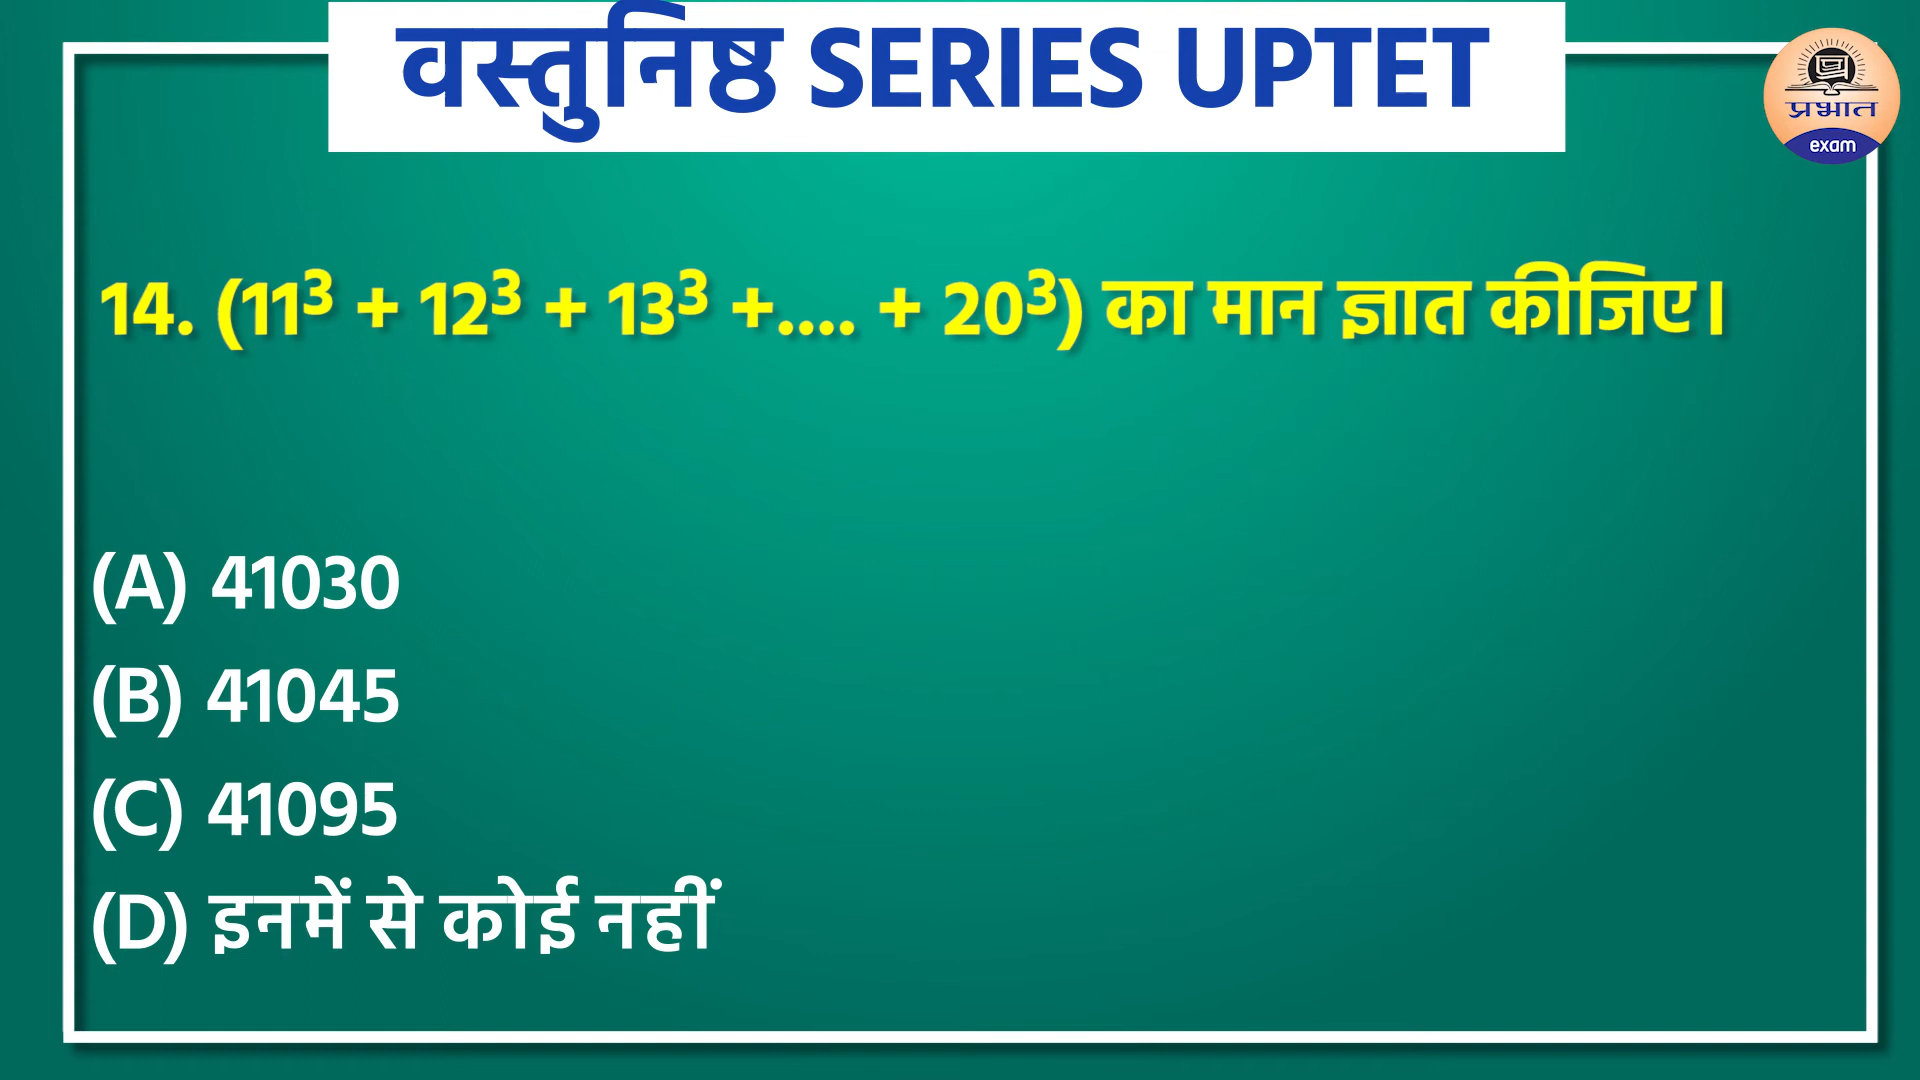 वस्तुनिष्ठ SERIES UPTET
प्रभात
exam
14. (11³ + 12³ + 13³ +.... + 20³) का मान ज्ञात कीजिए।
(A) 41030
(B) 41045
(C) 41095
(D) इनमें से कोई नहीं